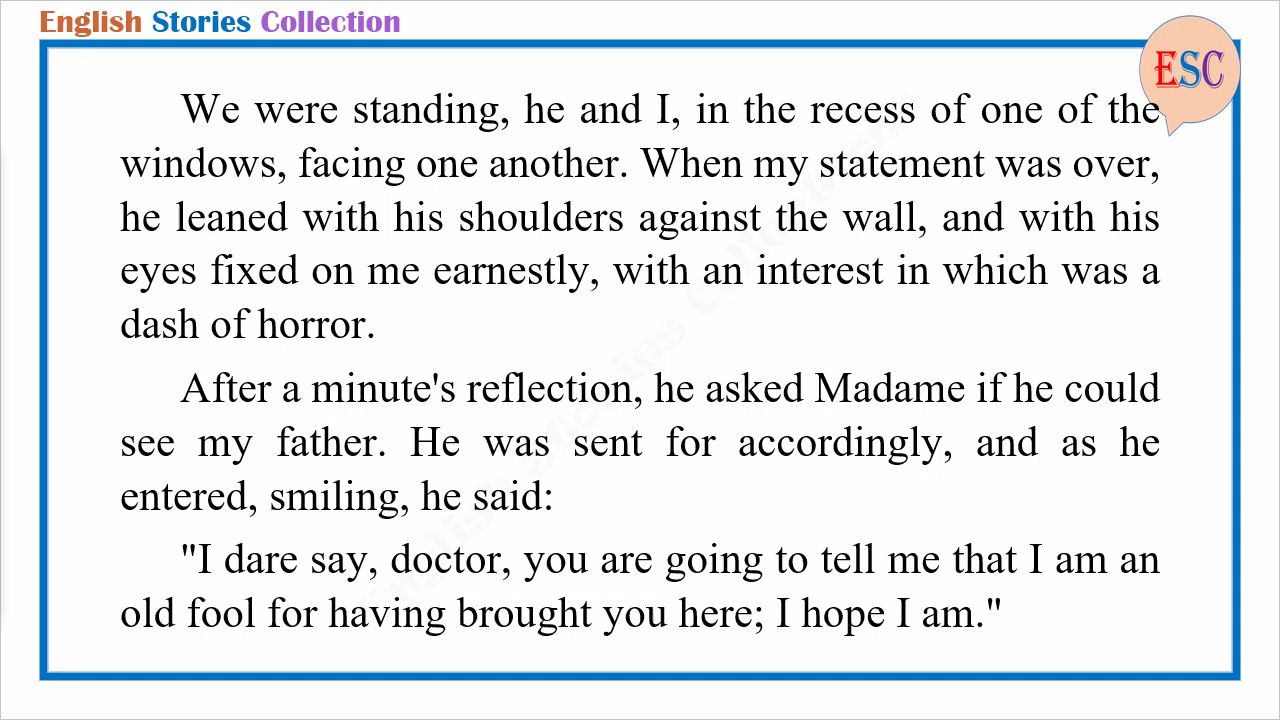 English Stories Collection
ESC
We were standing, he and I, in the recess of one of the
windows, facing one another. When my statement was over,
he leaned with his shoulders against the wall, and with his
eyes fixed on me earnestly, with an interest in which was a
dash of horror.
After a minute's reflection, he asked Madame if he could
see my father. He was sent for accordingly, and as he
entered, smiling, he said:
"I dare say, doctor, you are going to tell me that I am an
old fool for having brought you here; I hope I am."
English Stories Collection